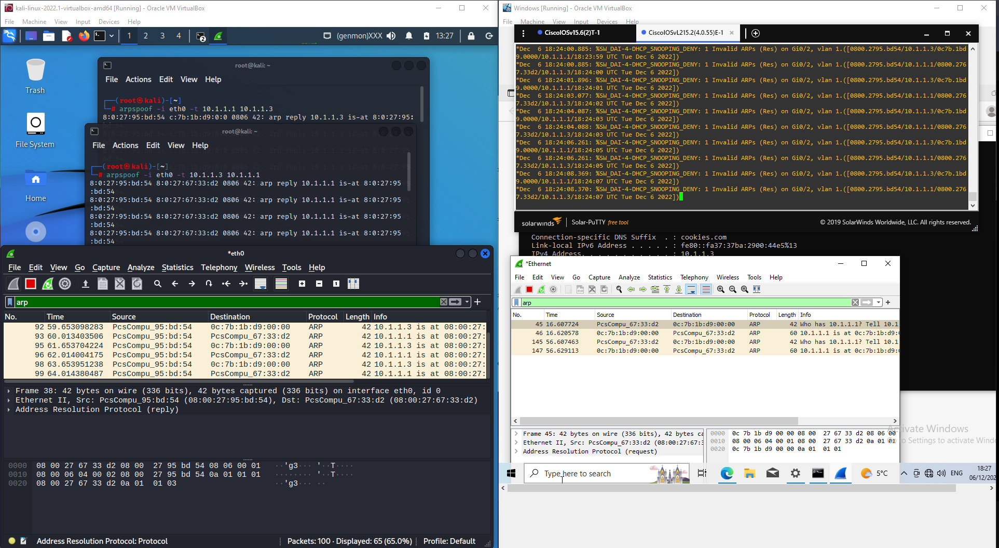 kali-linux-2022.1-virtualbox-amd64 [Running] - Oracle VM VirtualBox
File Machine View Input Devices Help
1 2 3 4 2 (genmon)XXX 13:27
Trash
File System
Home
root@kali: ~
File Actions Edit View Help
(root㉿kali)-[~]
# arpspoof -i eth0 -t 10.1.1.1 10.1.1.3
8:0:27:95:bd:54 c:7b:1b:d9:0:0 0806 42: arp reply 10.1.1.3 is-at 8:0:27:95:
root@kali: ~
File Actions Edit View Help
(root㉿kali)-[~]
# arpspoof -i eth0 -t 10.1.1.3 10.1.1.1
8:0:27:95:bd:54 8:0:27:67:33:d2 0806 42: arp reply 10.1.1.1 is-at 8:0:27:95
:bd:54
8:0:27:95:bd:54 8:0:27:67:33:d2 0806 42: arp reply 10.1.1.1 is-at 8:0:27:95
:bd:54
8:0:27:95:bd:54 8:0:27:67:33:d2 0806 42: arp reply 10.1.1.1 is-at 8:0:27:95
:bd:54
8:0:27:95:bd:54 8:0:27:67:33:d2 0806 42: arp reply 10.1.1.1 is-at 8:0:27:95
:bd:54
*eth0
File Edit View Go Capture Analyze Statistics Telephony Wireless Tools Help
arp
No. Time Source Destination Protocol Length Info
92 59.653098283 PcsCompu_95:bd:54 0c:7b:1b:d9:00:00 ARP 42 10.1.1.3 is at 08:00:27:
93 60.013403506 PcsCompu_95:bd:54 PcsCompu_67:33:d2 ARP 42 10.1.1.1 is at 08:00:27:
95 61.653704224 PcsCompu_95:bd:54 0c:7b:1b:d9:00:00 ARP 42 10.1.1.3 is at 08:00:27:
96 62.014004175 PcsCompu_95:bd:54 PcsCompu_67:33:d2 ARP 42 10.1.1.1 is at 08:00:27:
98 63.653951238 PcsCompu_95:bd:54 0c:7b:1b:d9:00:00 ARP 42 10.1.1.3 is at 08:00:27:
99 64.014380487 PcsCompu_95:bd:54 PcsCompu_67:33:d2 ARP 42 10.1.1.1 is at 08:00:27:
Frame 38: 42 bytes on wire (336 bits), 42 bytes captured (336 bits) on interface eth0, id 0
Ethernet II, Src: PcsCompu_95:bd:54 (08:00:27:95:bd:54), Dst: PcsCompu_67:33:d2 (08:00:27:67:33:d2)
Address Resolution Protocol (reply)
0000 08 00 27 67 33 d2 08 00 27 95 bd 54 08 06 00 01 ··'g3··· '··T····
0010 08 00 06 04 00 02 08 00 27 95 bd 54 0a 01 01 01 ········ '··T····
0020 08 00 27 67 33 d2 0a 01 01 03 ··'g3··· ··
Address Resolution Protocol: Protocol Packets: 100 · Displayed: 65 (65.0%) Profile: Default
Windows [Running] - Oracle VM VirtualBox
File Machine View Input Devices Help
CiscoIOSv15.6(2)T-1 CiscoIOSvL215.2(4.0.55)E-1
*Dec 6 18:24:00.885: %SW_DAI-4-DHCP_SNOOPING_DENY: 1 Invalid ARPs (Res) on Gi0/2, vlan 1.([0800.2795.bd54/10.1.1.3/0c7b.1bd
9.0000/10.1.1.1/18:23:59 UTC Tue Dec 6 2022])
*Dec 6 18:24:00.885: %SW_DAI-4-DHCP_SNOOPING_DENY: 1 Invalid ARPs (Res) on Gi0/2, vlan 1.([0800.2795.bd54/10.1.1.1/0800.276
7.33d2/10.1.1.3/18:24:00 UTC Tue Dec 6 2022])
*Dec 6 18:24:01.896: %SW_DAI-4-DHCP_SNOOPING_DENY: 1 Invalid ARPs (Res) on Gi0/2, vlan 1.([0800.2795.bd54/10.1.1.3/0c7b.1bd
9.0000/10.1.1.1/18:24:01 UTC Tue Dec 6 2022])
*Dec 6 18:24:03.077: %SW_DAI-4-DHCP_SNOOPING_DENY: 1 Invalid ARPs (Res) on Gi0/2, vlan 1.([0800.2795.bd54/10.1.1.1/0800.276
7.33d2/10.1.1.3/18:24:02 UTC Tue Dec 6 2022])
*Dec 6 18:24:04.087: %SW_DAI-4-DHCP_SNOOPING_DENY: 1 Invalid ARPs (Res) on Gi0/2, vlan 1.([0800.2795.bd54/10.1.1.3/0c7b.1bd
9.0000/10.1.1.1/18:24:03 UTC Tue Dec 6 2022])
*Dec 6 18:24:04.088: %SW_DAI-4-DHCP_SNOOPING_DENY: 1 Invalid ARPs (Res) on Gi0/2, vlan 1.([0800.2795.bd54/10.1.1.1/0800.276
7.33d2/10.1.1.3/18:24:03 UTC Tue Dec 6 2022])
*Dec 6 18:24:06.261: %SW_DAI-4-DHCP_SNOOPING_DENY: 1 Invalid ARPs (Res) on Gi0/2, vlan 1.([0800.2795.bd54/10.1.1.3/0c7b.1bd
9.0000/10.1.1.1/18:24:05 UTC Tue Dec 6 2022])
*Dec 6 18:24:06.261: %SW_DAI-4-DHCP_SNOOPING_DENY: 1 Invalid ARPs (Res) on Gi0/2, vlan 1.([0800.2795.bd54/10.1.1.1/0800.276
7.33d2/10.1.1.3/18:24:05 UTC Tue Dec 6 2022])
*Dec 6 18:24:08.369: %SW_DAI-4-DHCP_SNOOPING_DENY: 1 Invalid ARPs (Res) on Gi0/2, vlan 1.([0800.2795.bd54/10.1.1.3/0c7b.1bd
9.0000/10.1.1.1/18:24:07 UTC Tue Dec 6 2022])
*Dec 6 18:24:08.370: %SW_DAI-4-DHCP_SNOOPING_DENY: 1 Invalid ARPs (Res) on Gi0/2, vlan 1.([0800.2795.bd54/10.1.1.1/0800.276
7.33d2/10.1.1.3/18:24:07 UTC Tue Dec 6 2022])
solarwinds Solar-PuTTY free tool © 2019 SolarWinds Worldwide, LLC. All rights reserved.
Connection-specific DNS Suffix . : cookies.com
Link-local IPv6 Address . . . . . : fe80::fa37:37ba:2900:44e5%13
IPv4 Address. . . . . . . . . . . : 10.1.1.3
*Ethernet
File Edit View Go Capture Analyze Statistics Telephony Wireless Tools Help
arp
No. Time Source Destination Protocol Length Info
45 16.607724 PcsCompu_67:33:d2 0c:7b:1b:d9:00:00 ARP 42 Who has 10.1.1.1? Tell 10.1
46 16.620578 0c:7b:1b:d9:00:00 PcsCompu_67:33:d2 ARP 60 10.1.1.1 is at 0c:7b:1b:d9:
145 56.607463 PcsCompu_67:33:d2 0c:7b:1b:d9:00:00 ARP 42 Who has 10.1.1.1? Tell 10.1
147 56.629113 0c:7b:1b:d9:00:00 PcsCompu_67:33:d2 ARP 60 10.1.1.1 is at 0c:7b:1b:d9:
Frame 45: 42 bytes on wire (336 bits), 42 bytes ca
Ethernet II, Src: PcsCompu_67:33:d2 (08:00:27:67:3
Address Resolution Protocol (request)
0000 0c 7b 1b d9 00 00 08 00 27 67 33 d2 08 06 00
0010 08 00 06 04 00 01 08 00 27 67 33 d2 0a 01 01
0020 0c 7b 1b d9 00 00 0a 01 01 01
Activate Windows
Go to Settings to activate Wind
Type here to search 5°C ENG 18:27
06/12/202